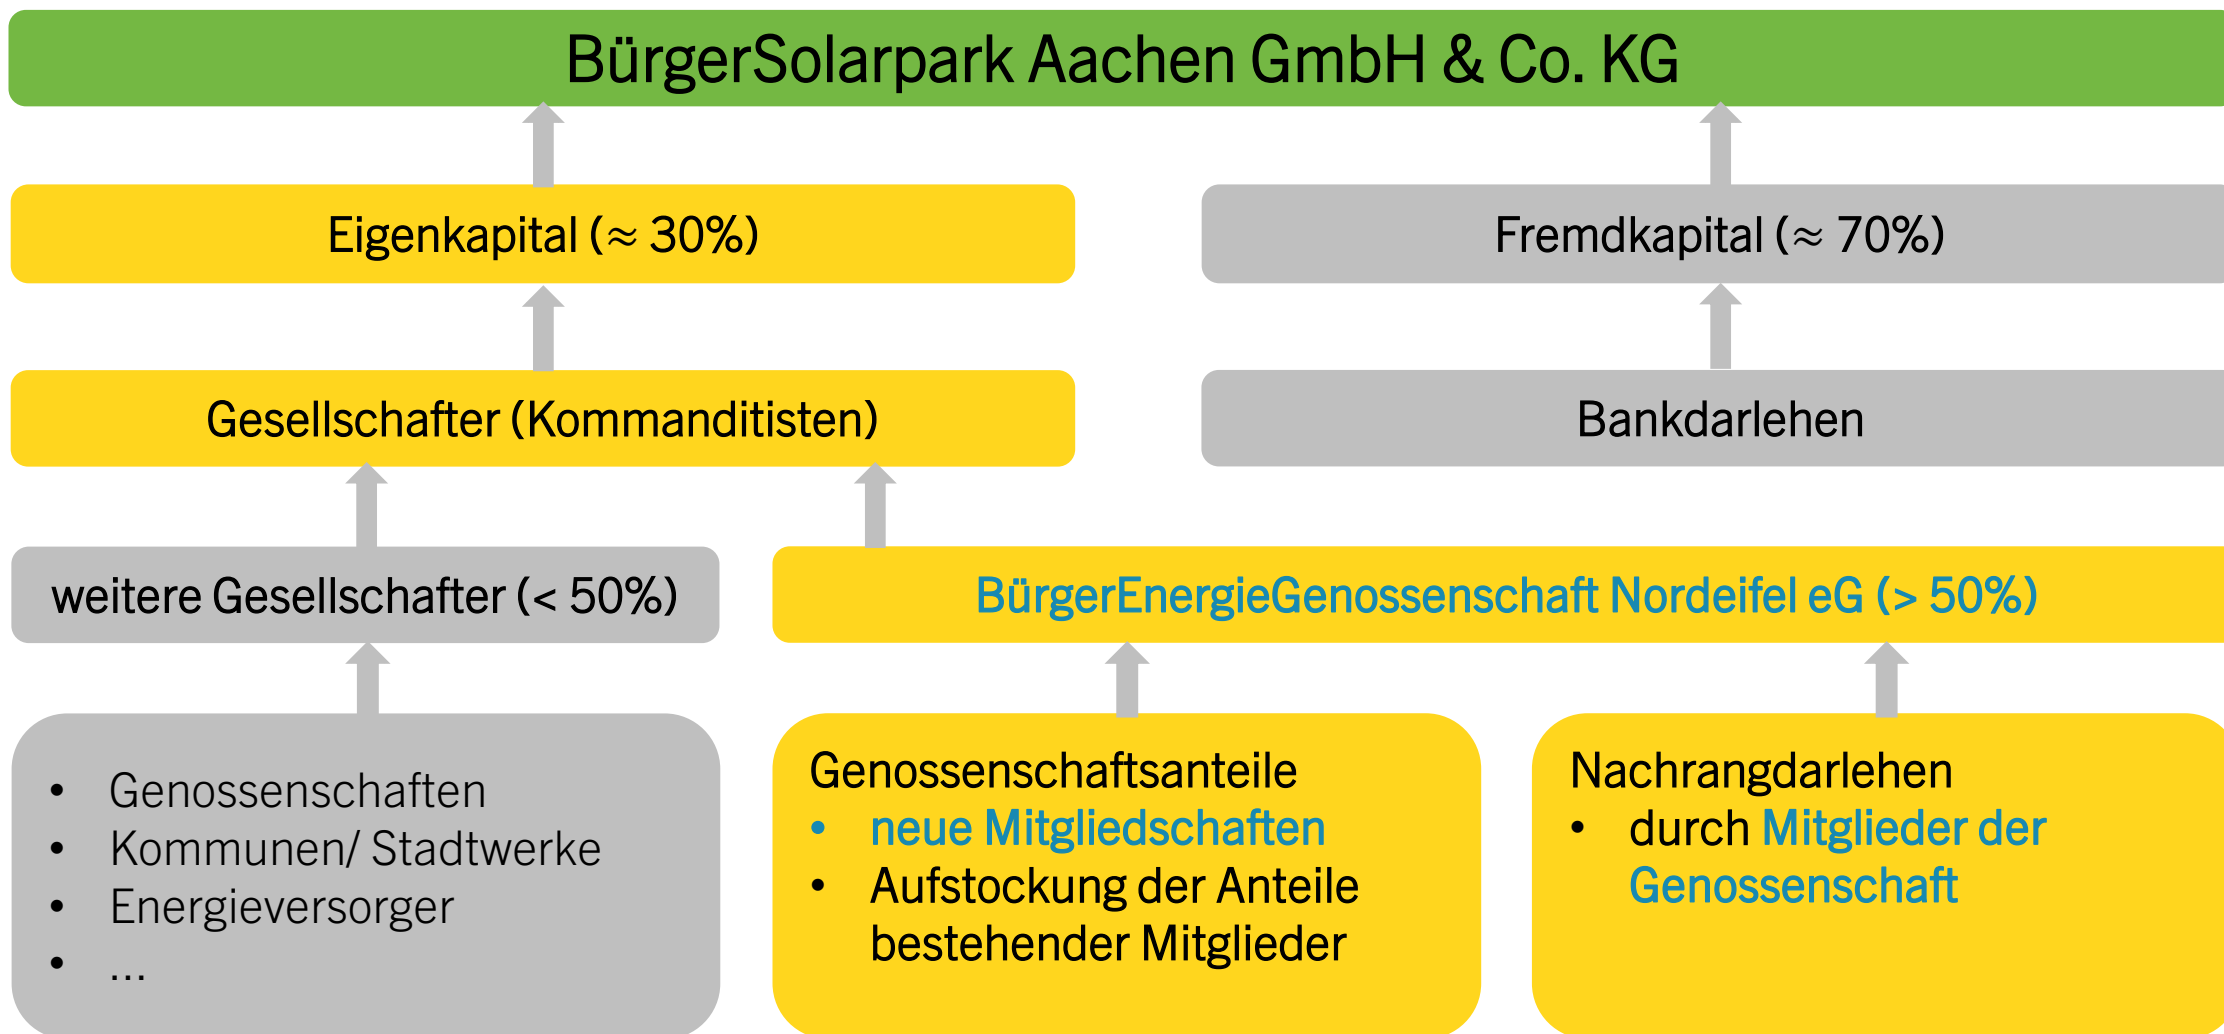 BürgerSolarpark Aachen GmbH & Co. KG
Eigenkapital (≈ 30%)
Fremdkapital (≈ 70%)
Gesellschafter (Kommanditisten)
Bankdarlehen
weitere Gesellschafter (< 50%)
BürgerEnergieGenossenschaft Nordeifel eG (> 50%)
• Genossenschaften
• Kommunen/ Stadtwerke
• Energieversorger
• ...
Genossenschaftsanteile
• neue Mitgliedschaften
• Aufstockung der Anteile
bestehender Mitglieder
Nachrangdarlehen
• durch Mitglieder der
Genossenschaft